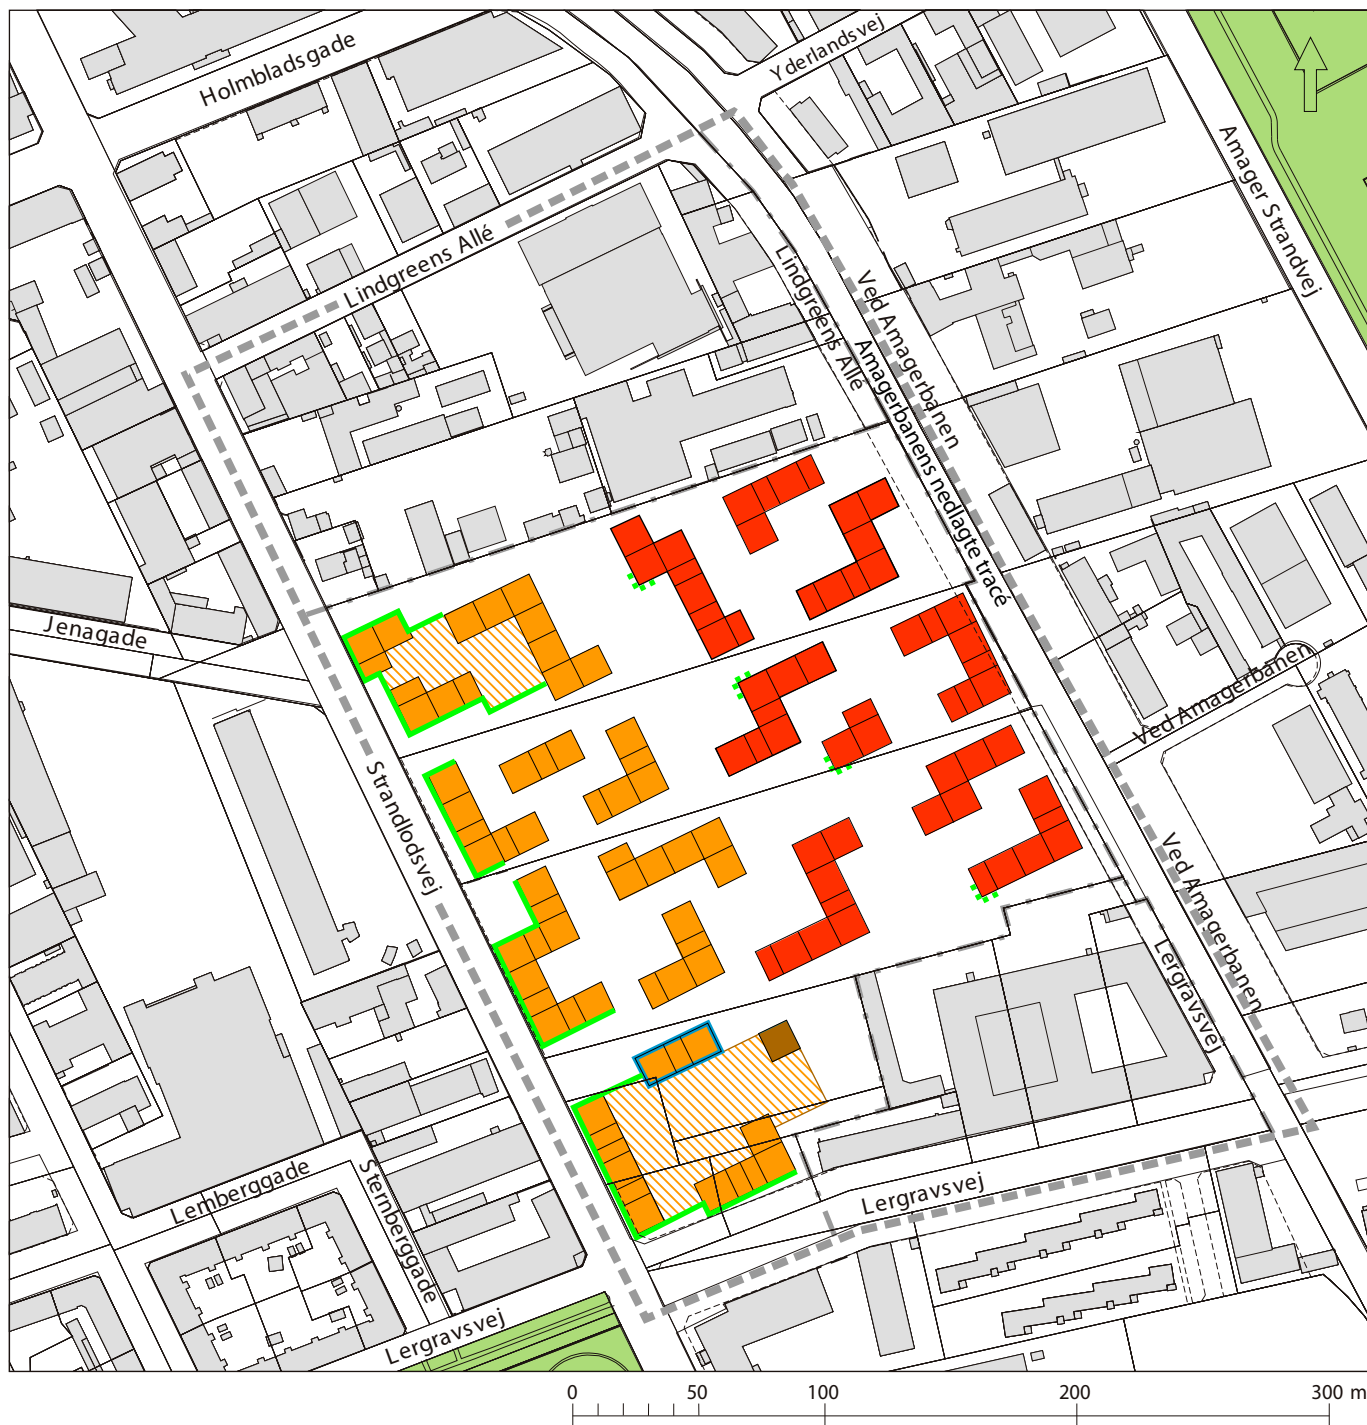 Holmbladsgade
Yderlandsvej
Amager Strandvej
Lindgreens Allé
Lindgreens Allé
Ved Amagerbanen
Amagerbanens nedlagte tracé
Jenagade
Ved Amagerbanen
Strandlodsvej
Ved Amagerbanen
Lergravsvej
Lemberggade
Sternberggade
Lergravsvej
Lergravsvej
0 50 100 200 300 m